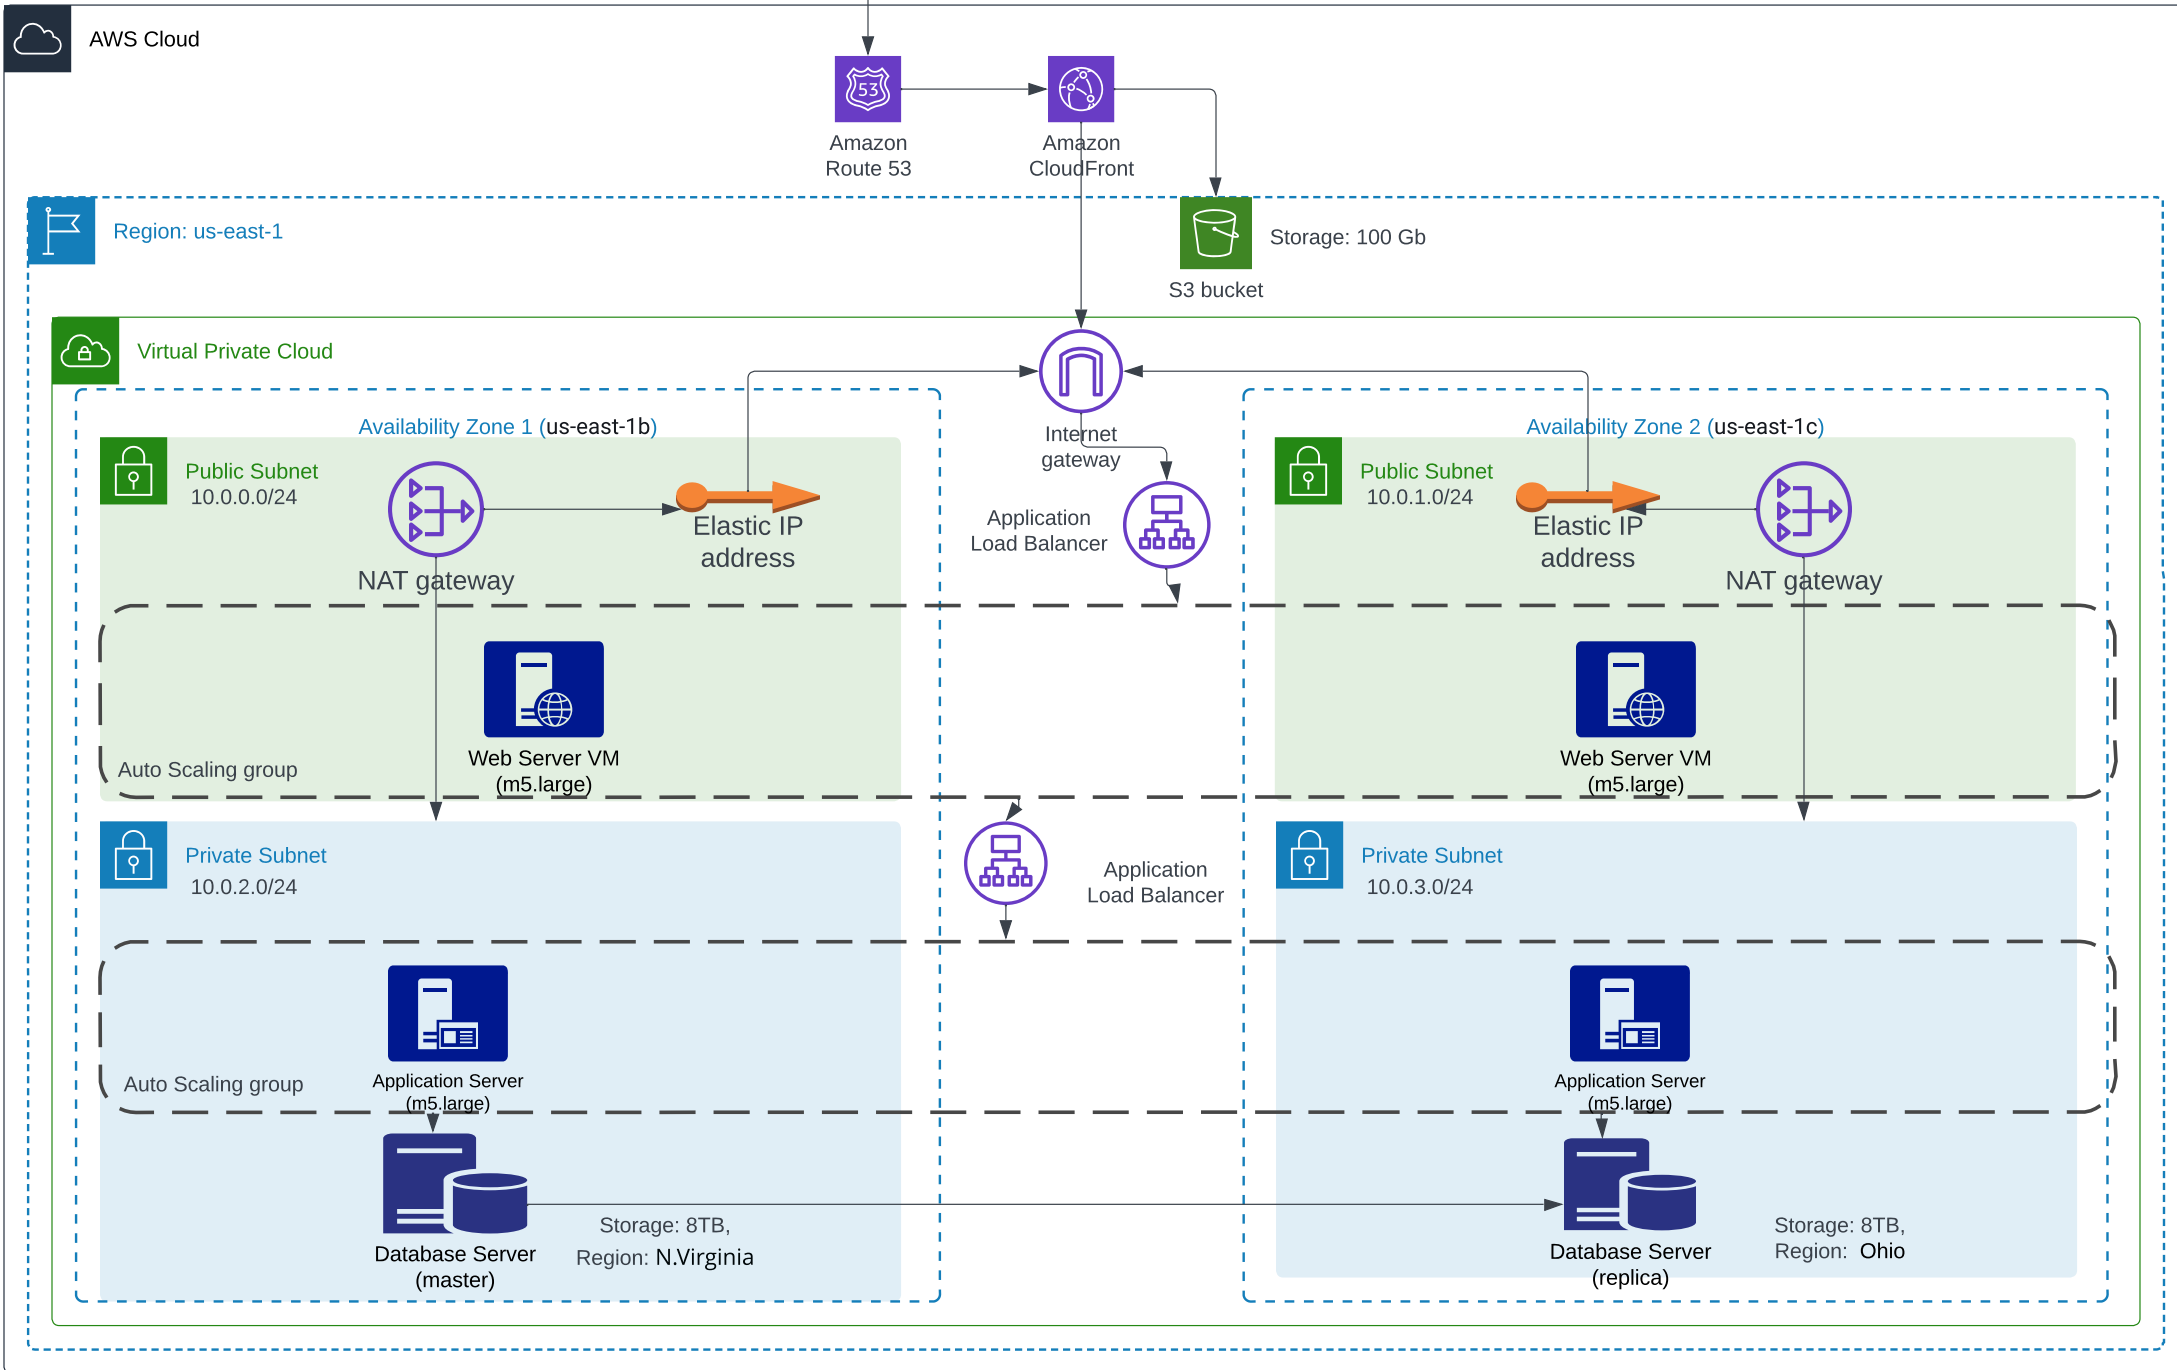 AWS Cloud
53
Amazon
Route 53
Amazon
CloudFront
Region: us-east-1
Storage: 100 Gb
S3 bucket
Virtual Private Cloud
Availability Zone 1 (us-east-1b)
Internet
gateway
Availability Zone 2 (us-east-1c)
Public Subnet
10.0.0.0/24
Elastic IP
address
NAT gateway
Application
Load Balancer
Public Subnet
10.0.1.0/24
Elastic IP
address
NAT gateway
Web Server VM
(m5.large)
Auto Scaling group
Web Server VM
(m5.large)
Private Subnet
10.0.2.0/24
Application
Load Balancer
Private Subnet
10.0.3.0/24
Auto Scaling group
Application Server
(m5.large)
Application Server
(m5.large)
Database Server
(master)
Storage: 8TB,
Region: N.Virginia
Database Server
(replica)
Storage: 8TB,
Region: Ohio